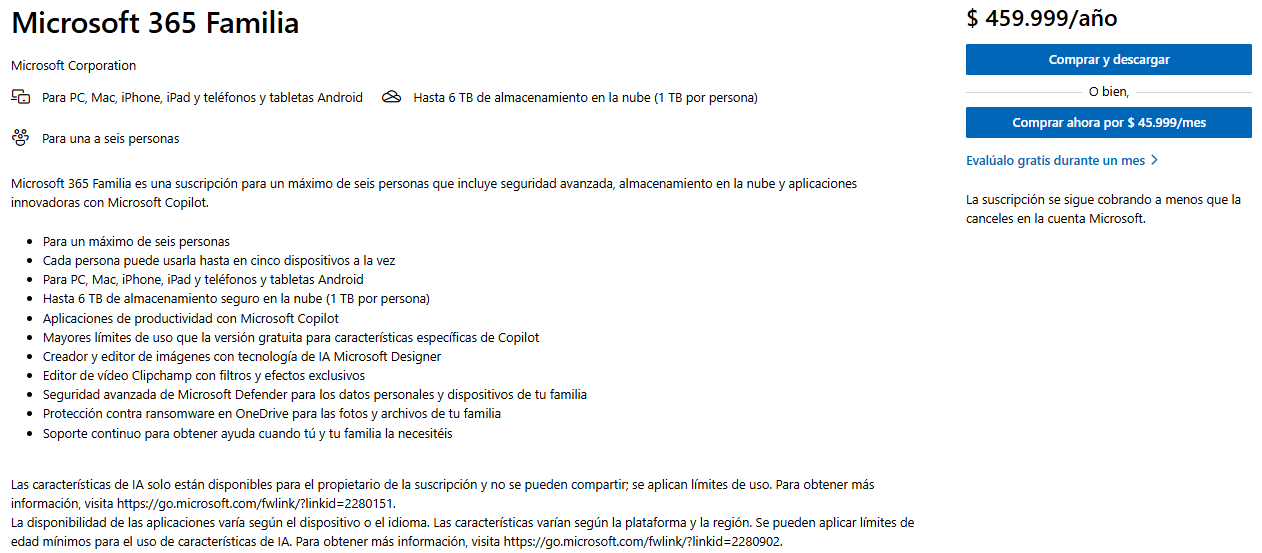 Microsoft 365 Familia
Microsoft Corporation
Para PC, Mac, iPhone, iPad y teléfonos y tabletas Android
Hasta 6 TB de almacenamiento en la nube (1 TB por persona)
Para una a seis personas
Microsoft 365 Familia es una suscripción para un máximo de seis personas que incluye seguridad avanzada, almacenamiento en la nube y aplicaciones
innovadoras con Microsoft Copilot.
• Para un máximo de seis personas
• Cada persona puede usarla hasta en cinco dispositivos a la vez
• Para PC, Mac, iPhone, iPad y teléfonos y tabletas Android
• Hasta 6 TB de almacenamiento seguro en la nube (1 TB por persona)
• Aplicaciones de productividad con Microsoft Copilot
• Mayores límites de uso que la versión gratuita para características específicas de Copilot
• Creador y editor de imágenes con tecnología de IA Microsoft Designer
• Editor de vídeo Clipchamp con filtros y efectos exclusivos
• Seguridad avanzada de Microsoft Defender para los datos personales y dispositivos de tu familia
• Protección contra ransomware en OneDrive para las fotos y archivos de tu familia
• Soporte continuo para obtener ayuda cuando tú y tu familia la necesitéis
Las características de IA solo están disponibles para el propietario de la suscripción y no se pueden compartir; se aplican límites de uso. Para obtener más
información, visita https://go.microsoft.com/fwlink/?linkid=2280151.
La disponibilidad de las aplicaciones varía según el dispositivo o el idioma. Las características varían según la plataforma y la región. Se pueden aplicar límites de
edad mínimos para el uso de características de IA. Para obtener más información, visita https://go.microsoft.com/fwlink/?linkid=2280902.
$ 459.999/año
Comprar y descargar
O bien,
Comprar ahora por $ 45.999/mes
Evalúalo gratis durante un mes
La suscripción se sigue cobrando a menos que la
canceles en la cuenta Microsoft.